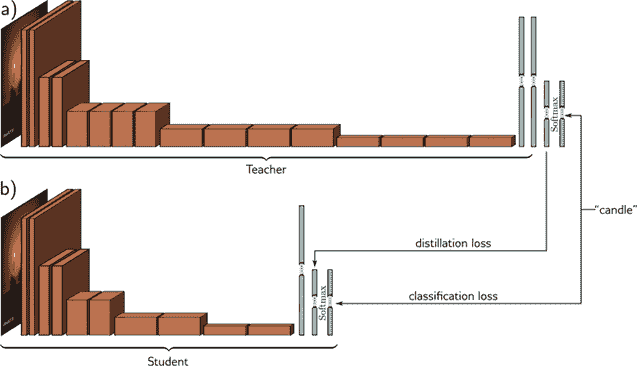 a)
Softmax
Teacher
"candle"
b)
distillation loss
Softmax
classification loss
Student